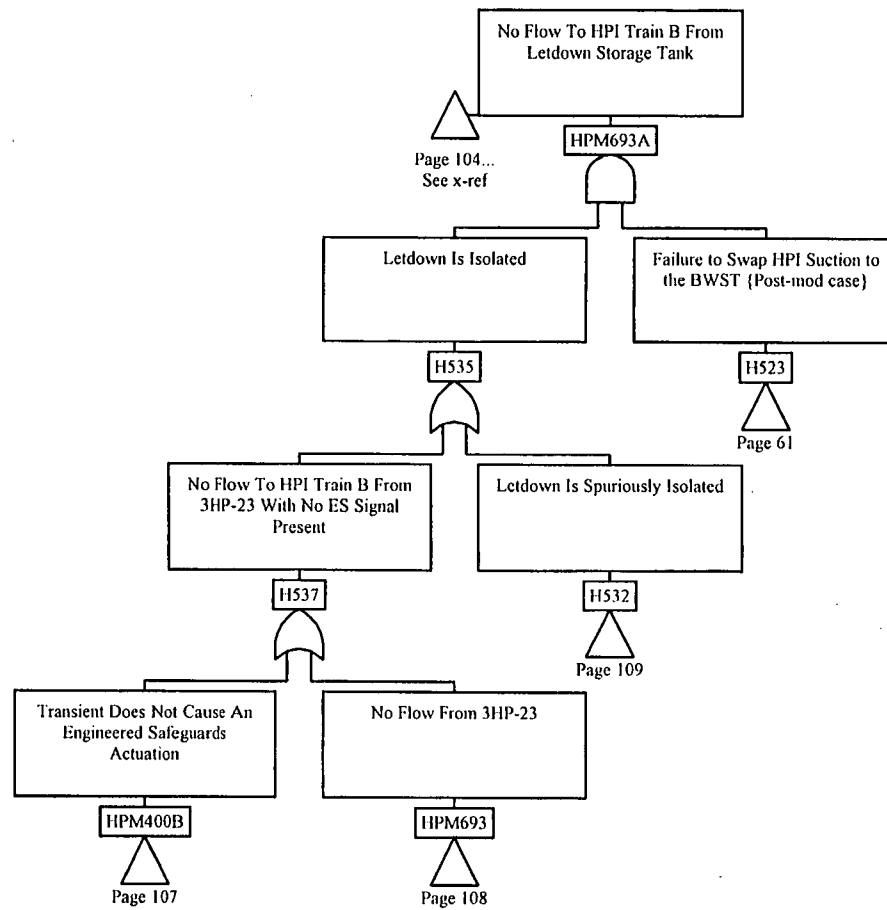 No Flow To HPI Train B From
Letdown Storage Tank
HPM693A
Page 104...
See x-ref
Letdown Is Isolated
H535
Failure to Swap HPI Suction to
the BWST {Post-mod case}
H523
Page 61
No Flow To HPI Train B From
3HP-23 With No ES Signal
Present
H537
Letdown Is Spuriously Isolated
H532
Page 109
Transient Does Not Cause An
Engineered Safeguards
Actuation
HPM400B
Page 107
No Flow From 3HP-23
HPM693
Page 108